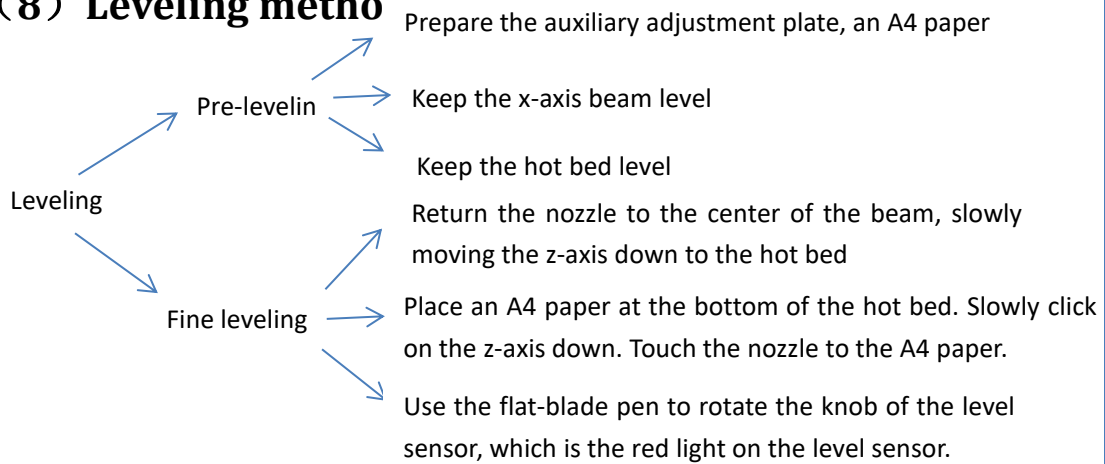 （8）Leveling metho
Prepare the auxiliary adjustment plate, an A4 paper
Pre-levelin
Keep the x-axis beam level
Keep the hot bed level
Leveling
Return the nozzle to the center of the beam, slowly
moving the z-axis down to the hot bed
Fine leveling
Place an A4 paper at the bottom of the hot bed. Slowly click
on the z-axis down. Touch the nozzle to the A4 paper.
Use the flat-blade pen to rotate the knob of the level
sensor, which is the red light on the level sensor.